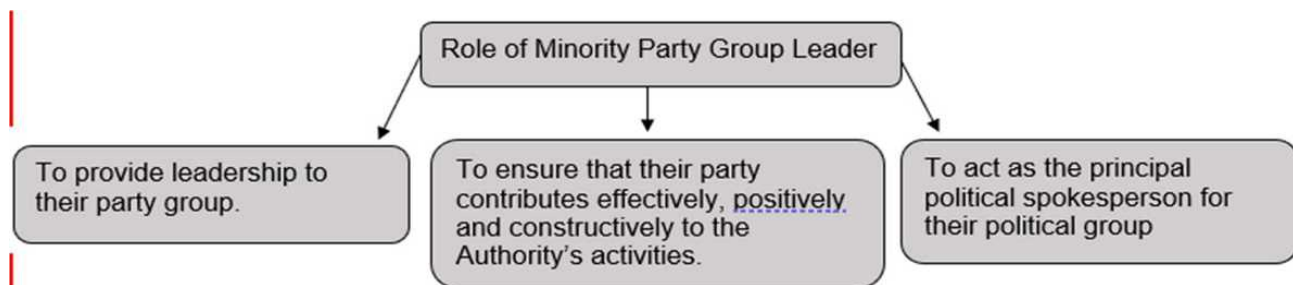 Role of Minority Party Group Leader
To provide leadership to
their party group.
To ensure that their party
contributes effectively, positively
and constructively to the
Authority’s activities.
To act as the principal
political spokesperson for
their political group